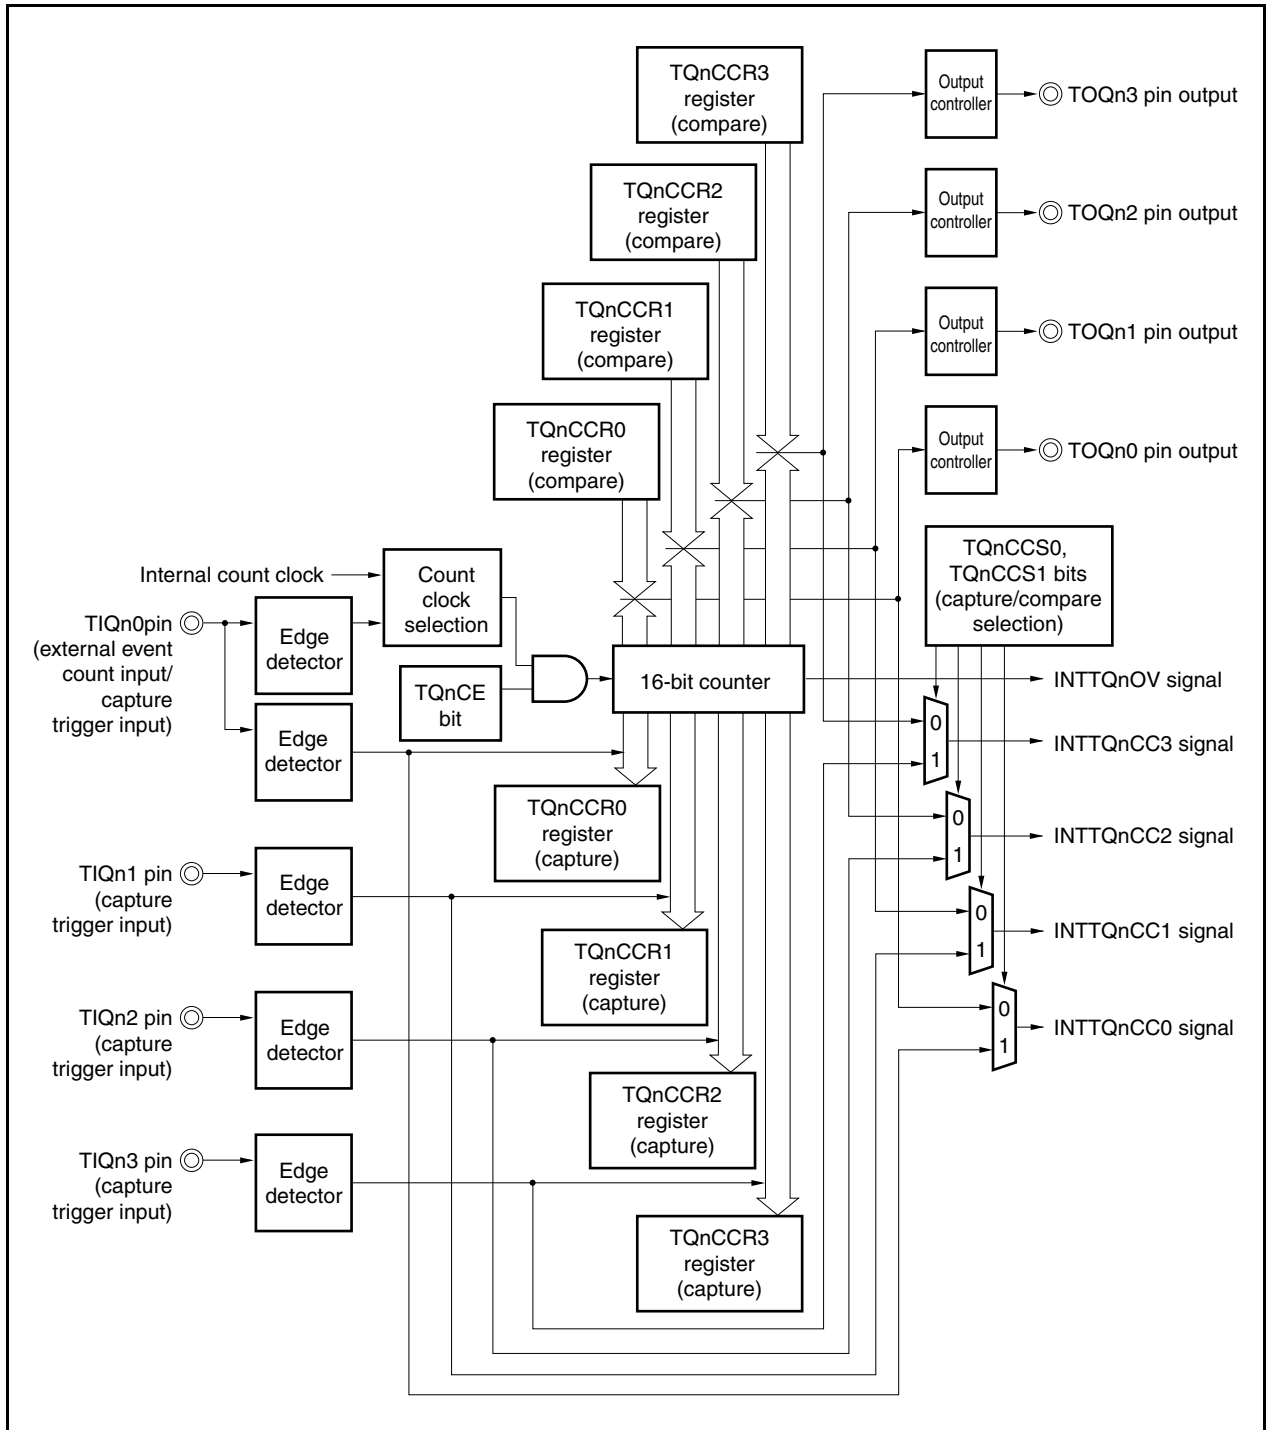 TQnCCR3
register
(compare)
Output
controller
TOQn3 pin output
TQnCCR2
register
(compare)
Output
controller
TOQn2 pin output
TQnCCR1
register
(compare)
Output
controller
TOQn1 pin output
TQnCCR0
register
(compare)
Output
controller
TOQn0 pin output
Internal count clock
Count
clock
selection
TQnCCS0,
TQnCCS1 bits
(capture/compare
selection)
TIQn0pin
(external event
count input/
capture
trigger input)
Edge
detector
TQnCE
bit
16-bit counter
INTTQnOV signal
Edge
detector
0
1
INTTQnCC3 signal
TQnCCR0
register
(capture)
0
1
INTTQnCC2 signal
TIQn1 pin
(capture
trigger input)
Edge
detector
TQnCCR1
register
(capture)
0
1
INTTQnCC1 signal
TIQn2 pin
(capture
trigger input)
Edge
detector
0
1
INTTQnCC0 signal
TQnCCR2
register
(capture)
TIQn3 pin
(capture
trigger input)
Edge
detector
TQnCCR3
register
(capture)